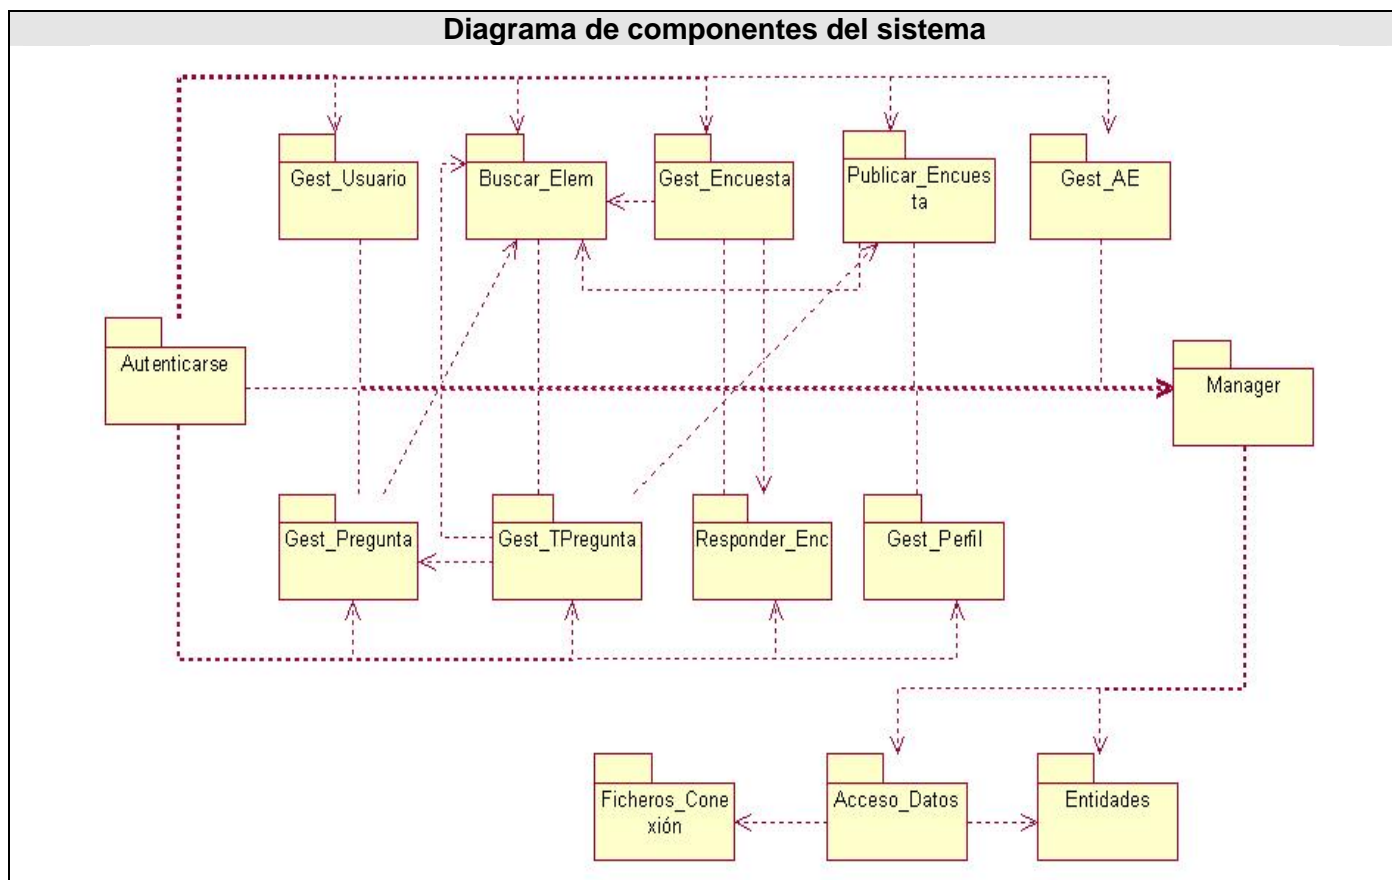 Diagrama de componentes del sistema
Gest_Usuario
Buscar_Elem
Gest_Encuesta
Publicar_Encues
ta
Gest_AE
Autenticarse
Manager
Gest_Pregunta
Gest_TPregunta
Responder_Enc
Gest_Perfil
Ficheros_Cone
xión
Acceso_Datos
Entidades